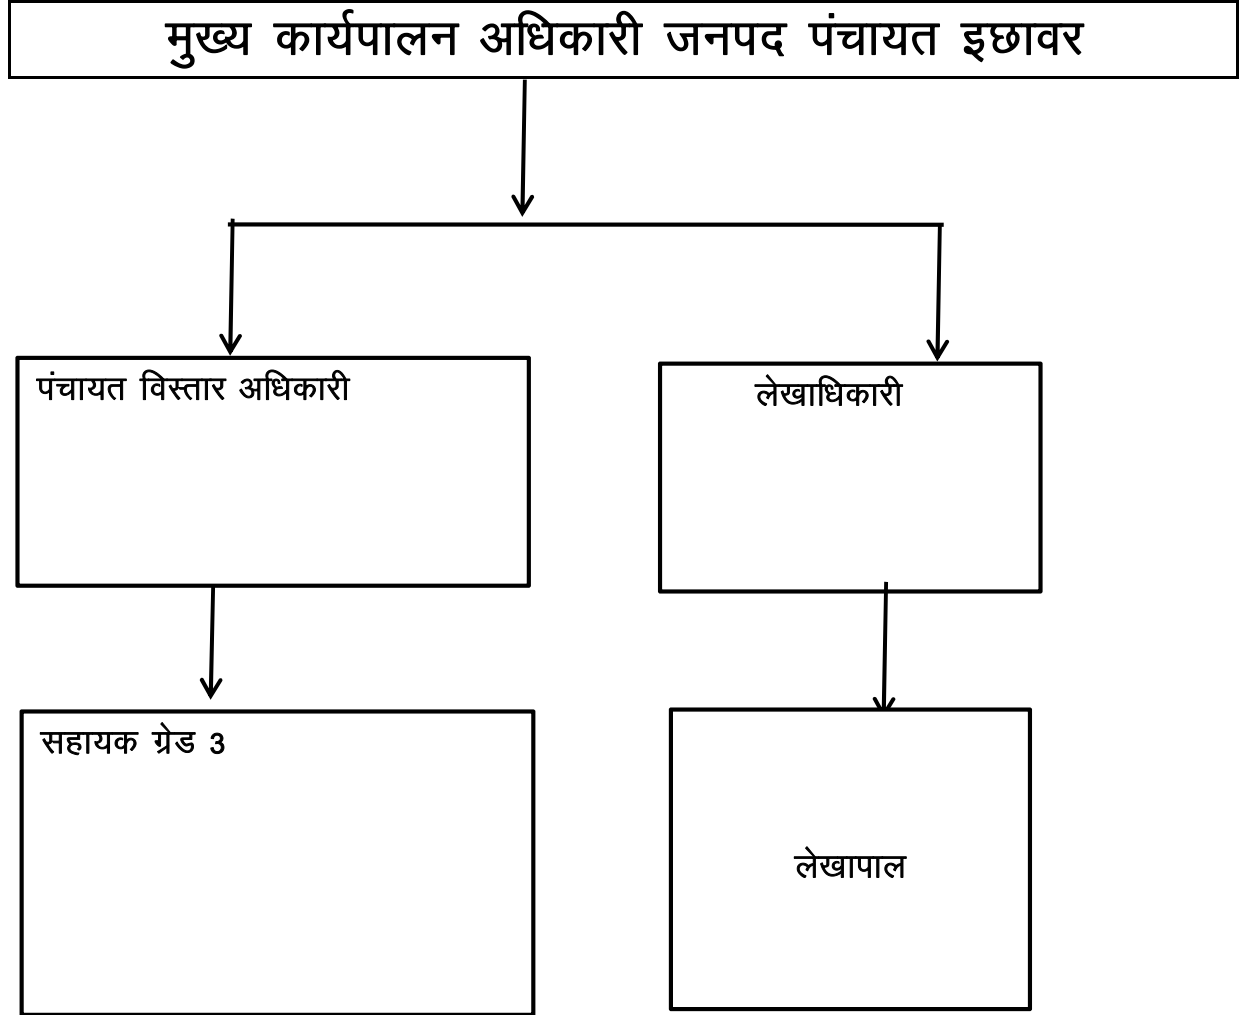 मुख्य कार्यपालन अधिकारी जनपद पंचायत इछावर
पंचायत विस्तार अधिकारी
लेखाधिकारी
सहायक ग्रेड 3
लेखापाल